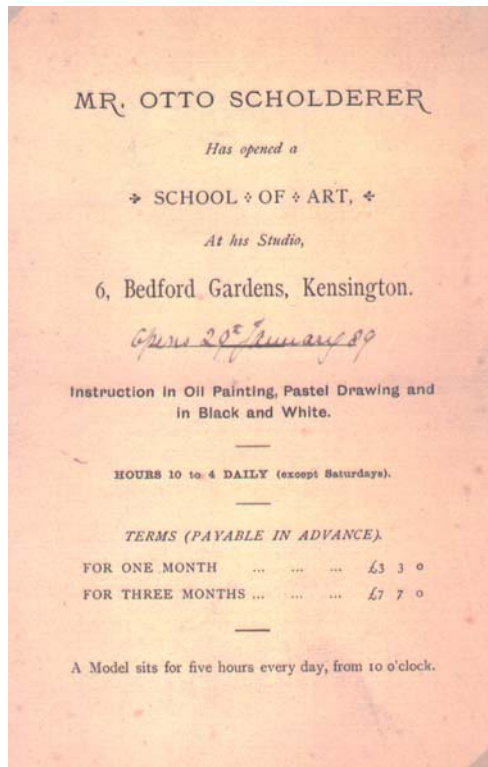 MR. OTTO SCHOLDERER
Has opened a
SCHOOL OF ART,
At his Studio,
6, Bedford Gardens, Kensington.
Opens 29th January 89
Instruction in Oil Painting, Pastel Drawing and
in Black and White.
HOURS 10 to 4 DAILY (except Saturdays).
TERMS (PAYABLE IN ADVANCE).
FOR ONE MONTH ... ... ... £3 3 0
FOR THREE MONTHS ... ... ... £7 7 0
A Model sits for five hours every day, from 10 o'clock.